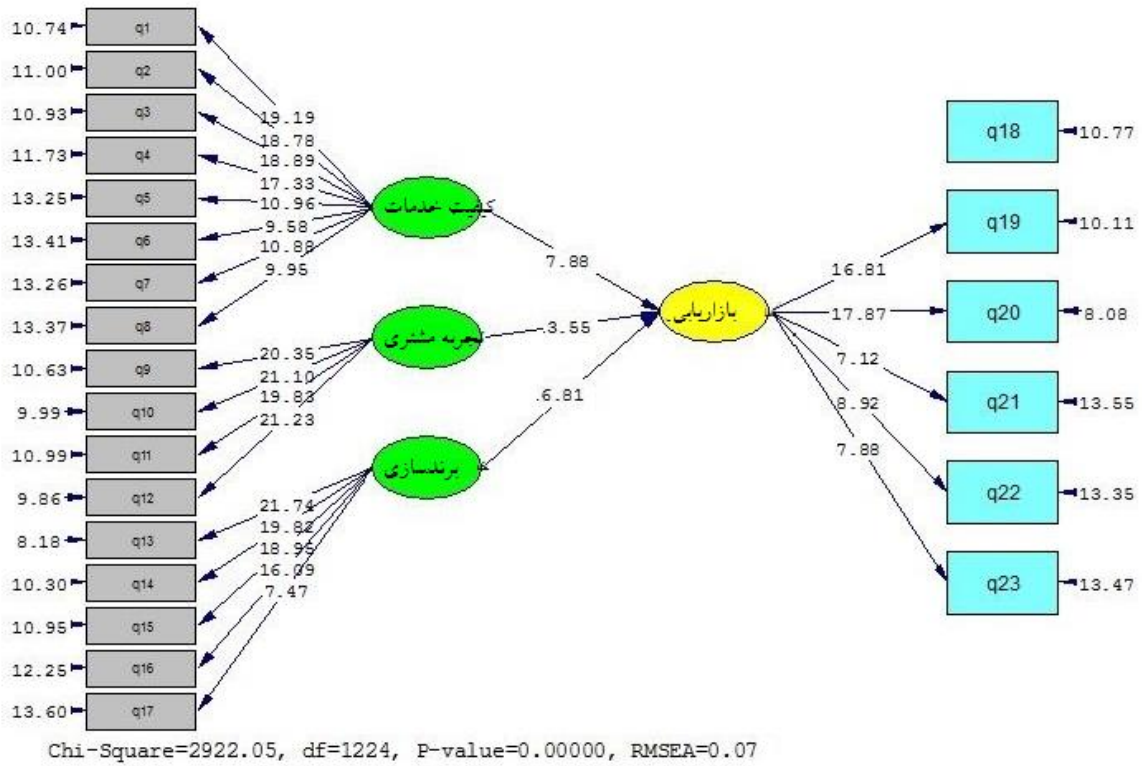 10.74 q1
11.00 q2
10.93 q3
11.73 q4
13.25 q5
13.41 q6
13.26 q7
13.37 q8
10.63 q9
9.99 q10
10.99 q11
9.86 q12
8.18 q13
10.30 q14
10.95 q15
12.25 q16
13.60 q17
19.19
18.78
18.89
17.33
10.96
9.58
10.88
9.95
20.35
21.10
19.83
21.23
21.74
19.82
18.95
16.09
7.47
کیفیت خدمات
تجربه مشتری
برندسازی
7.88
3.55
.6.81
بازاریابی
16.81
17.87
7.12
8.92
7.88
q18 10.77
q19 10.11
q20 8.08
q21 13.55
q22 13.35
q23 13.47
Chi-Square=2922.05, df=1224, P-value=0.00000, RMSEA=0.07